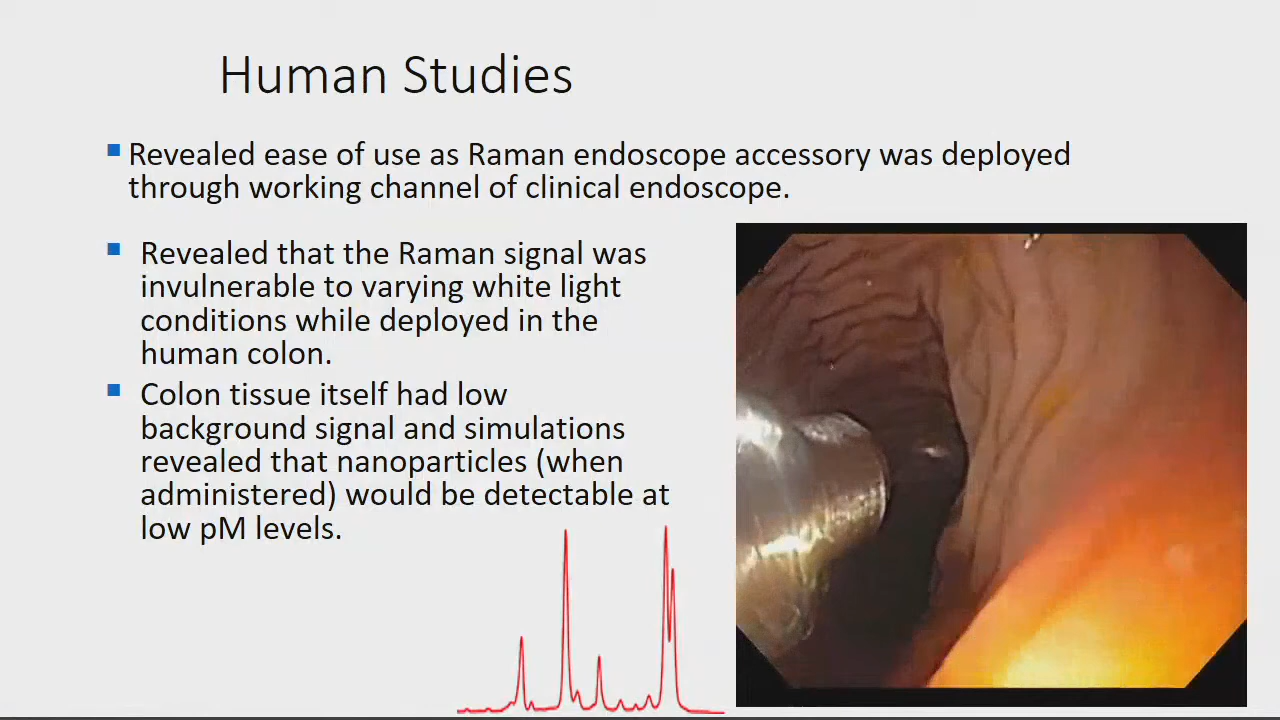 Human Studies
Revealed ease of use as Raman endoscope accessory was deployed
through working channel of clinical endoscope.
Revealed that the Raman signal was
invulnerable to varying white light
conditions while deployed in the
human colon.
Colon tissue itself had low
background signal and simulations
revealed that nanoparticles (when
administered) would be detectable at
low pM levels.